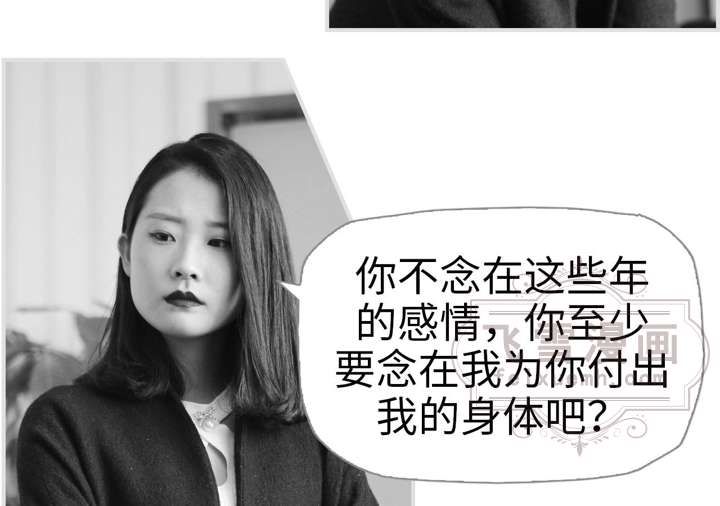 你不念在这些年
的感情，你至少
要念在我为你付出
我的身体吧？
飞雪漫画